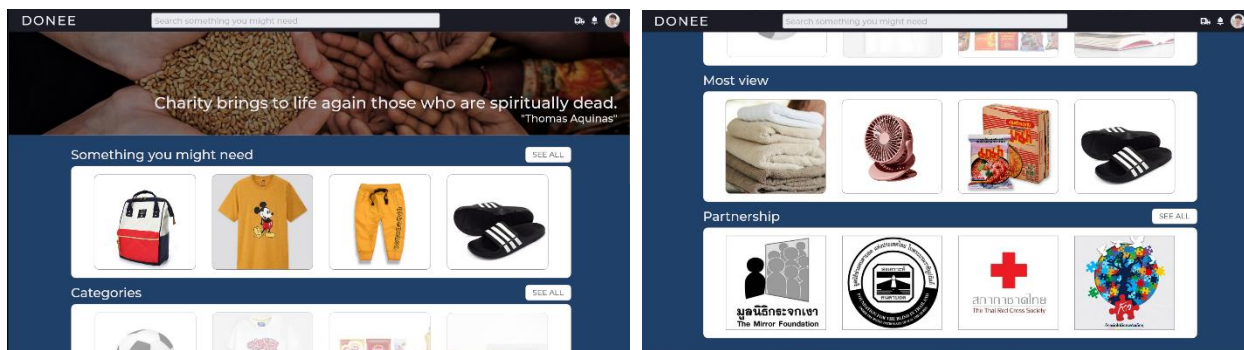 DONEE
Search something you might need
Charity brings to life again those who are spiritually dead.
"Thomas Aquinas"
Something you might need
SEE ALL
Categories
SEE ALL
DONEE
Search something you might need
Most view
Partnership
SEE ALL
มูลนิธิกระจกเงา
The Mirror Foundation
สภากาชาดไทย
The Thai Red Cross Society